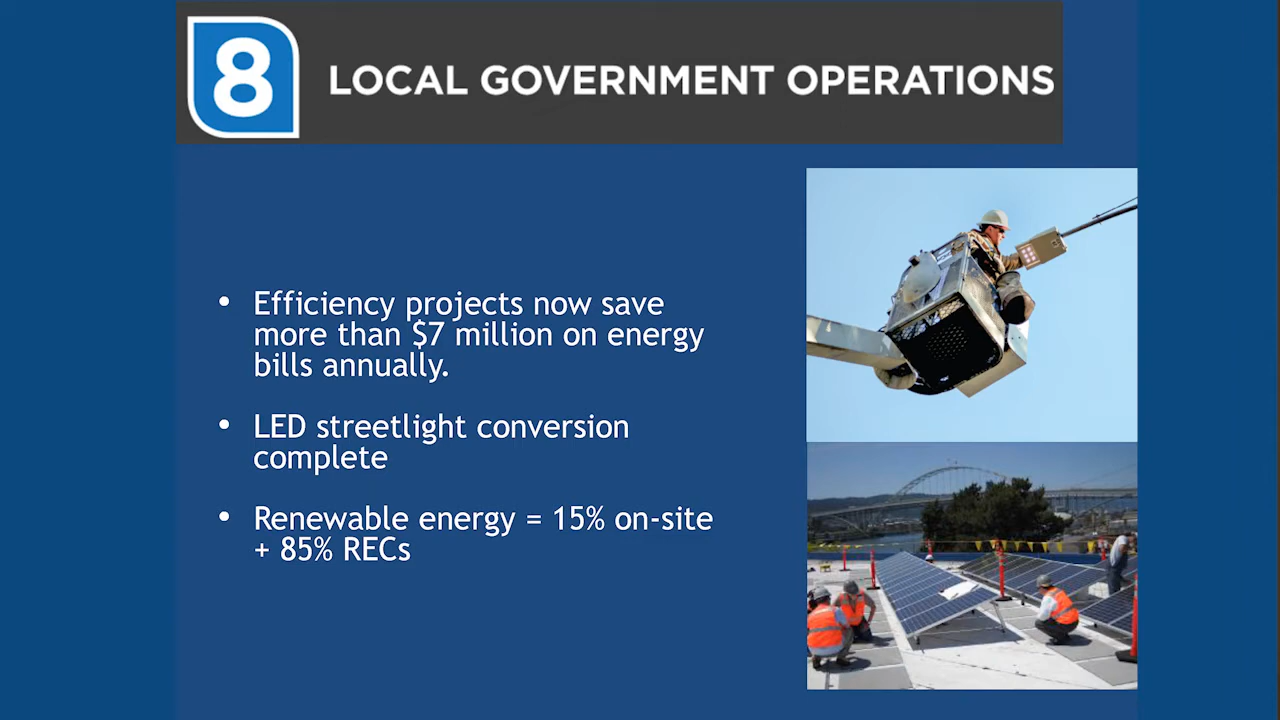 8
LOCAL GOVERNMENT OPERATIONS
• Efficiency projects now save
more than $7 million on energy
bills annually.
• LED streetlight conversion
complete
• Renewable energy = 15% on-site
+ 85% RECs